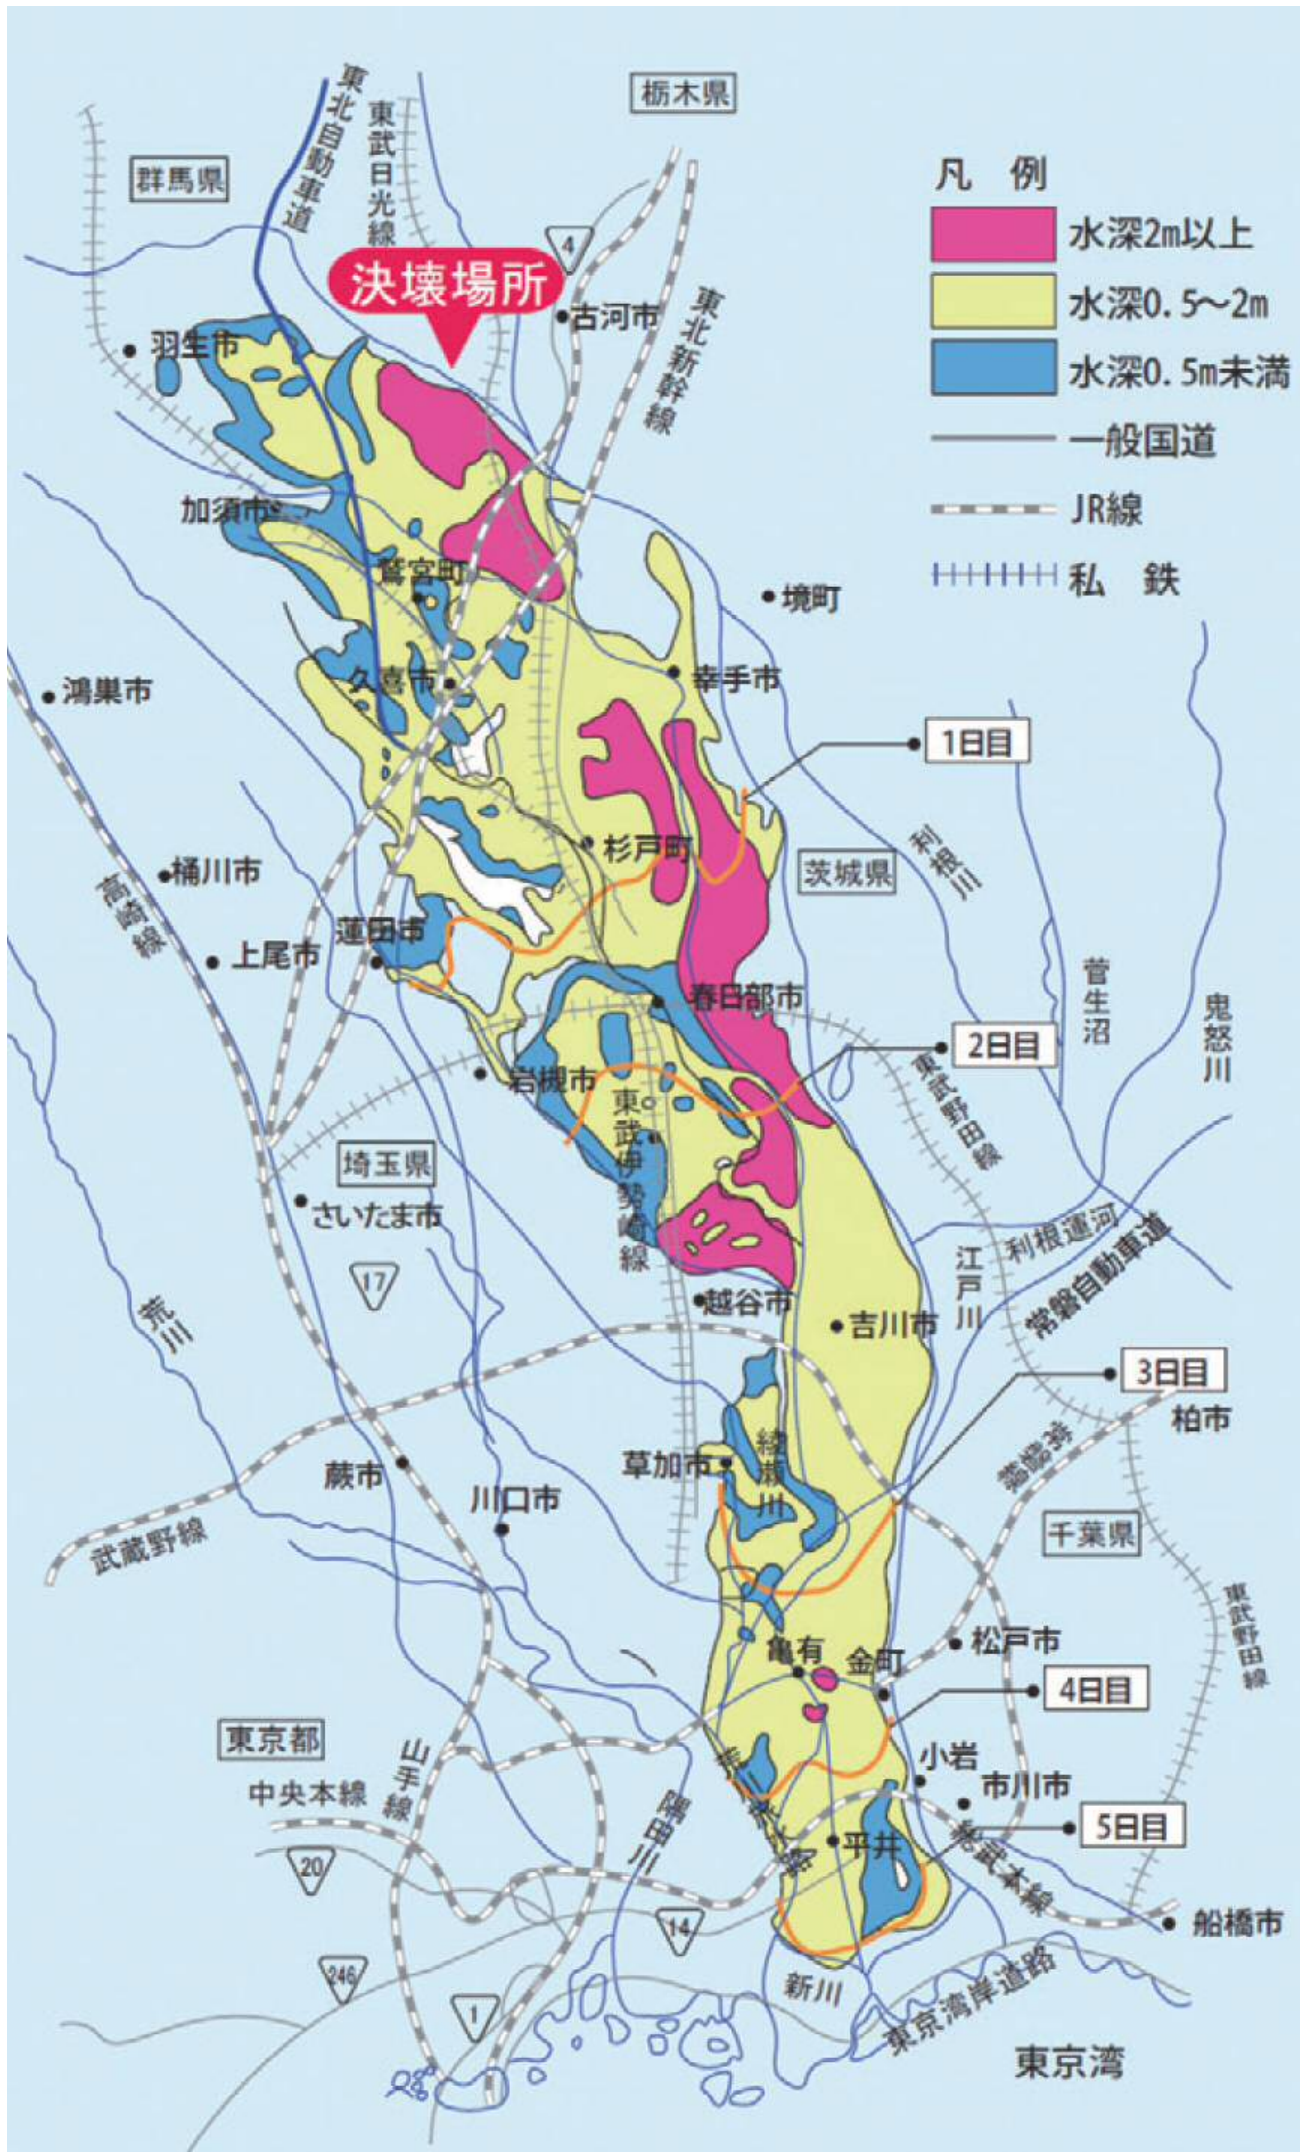 栃木県
東北自動車道
東武日光線
群馬県
凡 例
水深2m以上
4
決壊場所
水深0.5〜2m
古河市
東北新幹線
羽生市
水深0.5m未満
一般国道
加須市
JR線
鷲宮町
私 鉄
境町
久喜市
幸手市
鴻巣市
1日目
杉戸町
利根川
茨城県
桶川市
高崎線
蓮田市
上尾市
菅生沼
春日部市
鬼怒川
2日目
岩槻市
東武野田線
東武伊勢崎線
埼玉県
さいたま市
利根運河
江戸川
常磐自動車道
17
荒川
越谷市
吉川市
3日目
柏市
綾瀬川
草加市
常磐線
蕨市
川口市
千葉県
武蔵野線
東武野田線
亀有
金町
松戸市
4日目
東京都
山手線
小岩
中央本線
市川市
隅田川
5日目
平井
総武本線
20
14
船橋市
246
新川
1
東京湾岸道路
東京湾